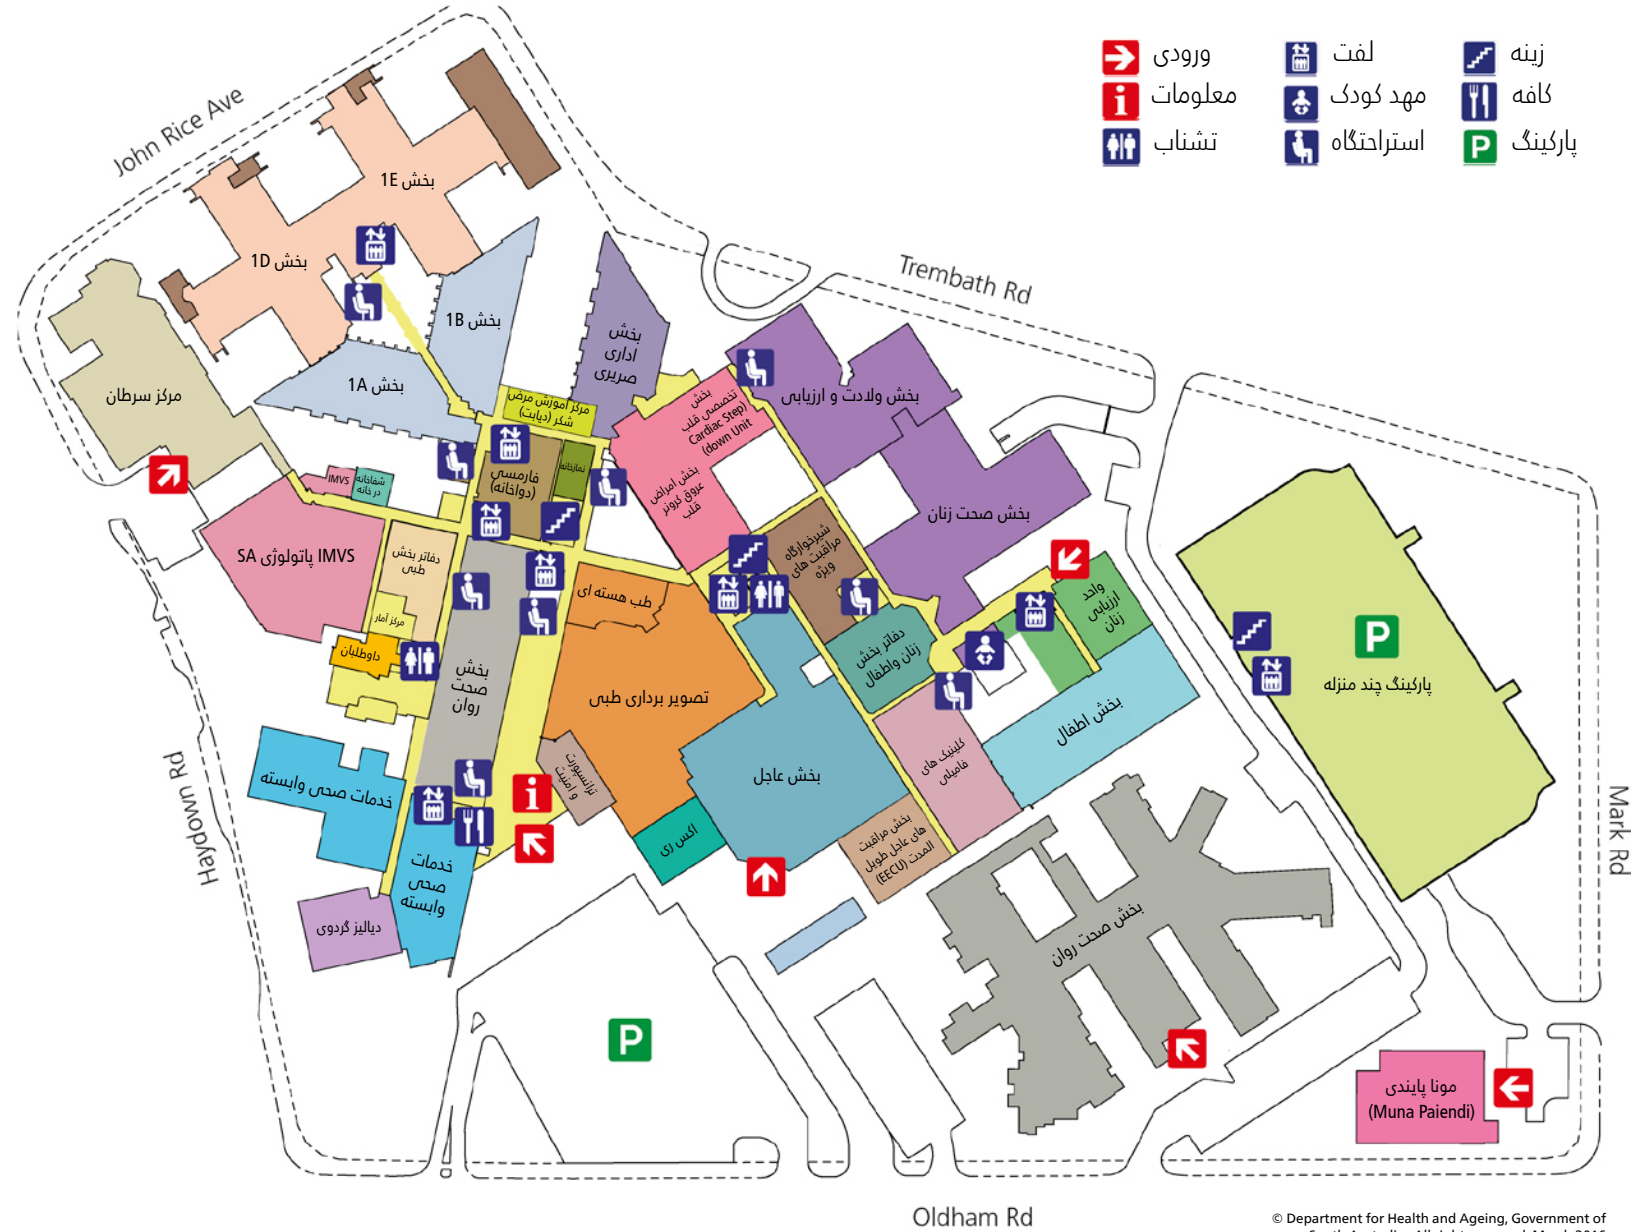 زینه
لفت
ورودی
کافه
مهد کودک
معلومات
پارکینگ
استراحتگاه
تشناب
John Rice Ave
Trembath Rd
Haydown Rd
Mark Rd
Oldham Rd
بخش 1E
بخش 1D
بخش 1B
بخش 1A
مرکز سرطان
بخش
اداری
صریری
مرکز آموزش مرض
شکر (دیابت)
فارمسی
(دواخانه)
نمازخانه
IMVS
شفاخانه
در خانه
IMVS پاتولوژی SA
دفاتر بخش
طبی
مرکز آمار
داوطلبان
بخش
صحت
روان
خدمات صحی وابسته
خدمات
صحی
وابسته
دیالیز گردوی
بخش
تخصصی قلب
Cardiac Step)
(down Unit
بخش امراض
عروق کرونر
قلب
بخش ولادت و ارزیابی
بخش صحت زنان
شیرخوارگاه
مراقبت های
ویژه
دفاتر بخش
زنان واطفال
واحد
ارزیابی
زنان
بخش اطفال
کلینیک های
فامیلی
طب هسته ای
تصویر برداری طبی
ترانسپورت
و امنیت
اکس ری
بخش عاجل
بخش مراقبت
های عاجل طویل
المدت (EECU)
بخش صحت روان
پارکینگ چند منزله
مونا پایندی
(Muna Paiendi)
© Department for Health and Ageing, Government of